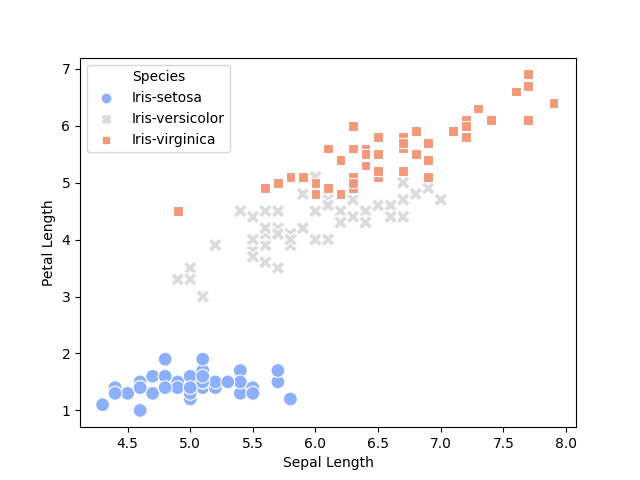 7
6
5
4
3
2
1
Petal Length
Species
Iris-setosa
Iris-versicolor
Iris-virginica
4.5 5.0 5.5 6.0 6.5 7.0 7.5 8.0
Sepal Length